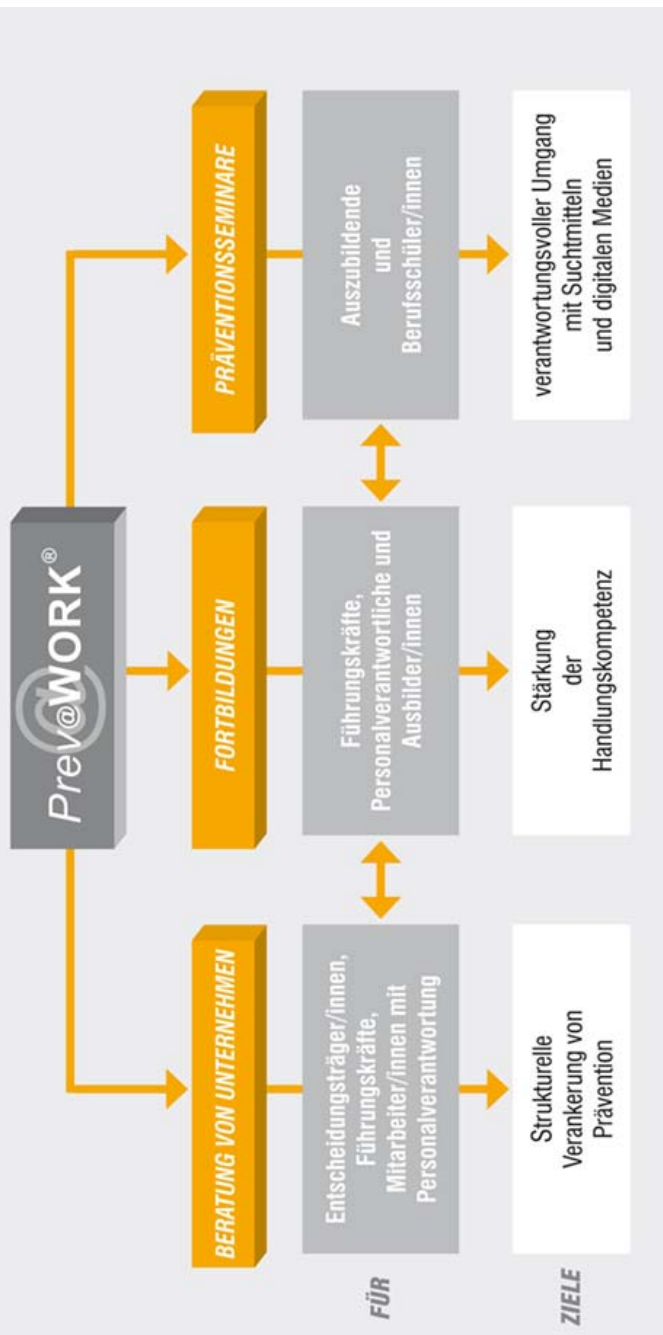 Prev@WORK®
BERATUNG VON UNTERNEHMEN
FORTBILDUNGEN
PRÄVENTIONSSEMINARE
FÜR
Entscheidungsträger/innen,
Führungskräfte,
Mitarbeiter/innen mit
Personalverantwortung
Führungskräfte,
Personalverantwortliche und
Ausbilder/innen
Auszubildende
und
Berufsschüler/innen
ZIELE
Strukturelle
Verankerung von
Prävention
Stärkung
der
Handlungskompetenz
verantwortungsvoller Umgang
mit Suchtmitteln
und digitalen Medien